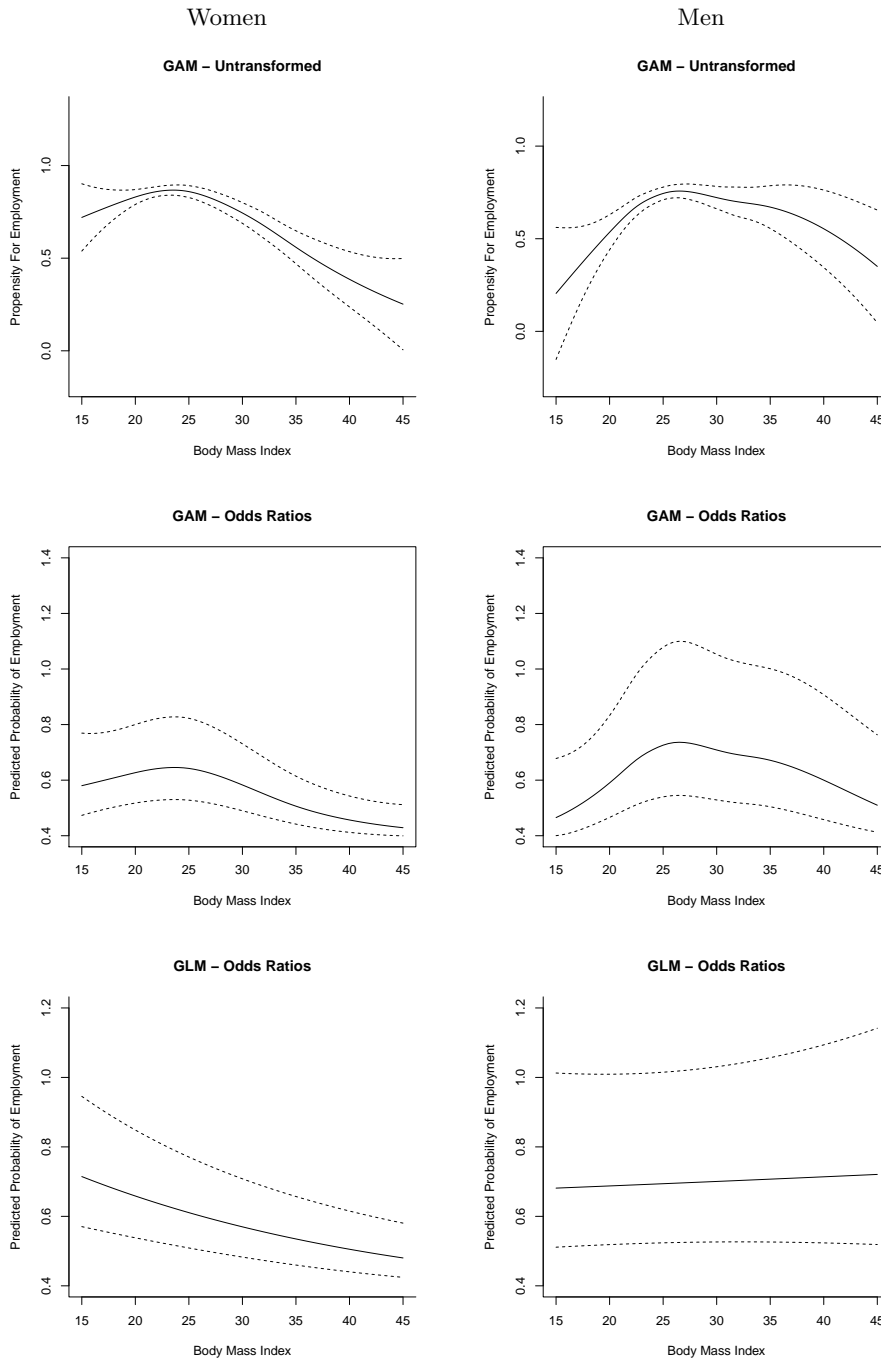 Women
Men
GAM – Untransformed
GAM – Untransformed
Propensity For Employment
0.0 0.5 1.0
15 20 25 30 35 40 45
Body Mass Index
Propensity For Employment
0.0 0.5 1.0
15 20 25 30 35 40 45
Body Mass Index
GAM – Odds Ratios
GAM – Odds Ratios
Predicted Probability of Employment
0.4 0.6 0.8 1.0 1.2 1.4
15 20 25 30 35 40 45
Body Mass Index
Predicted Probability of Employment
0.4 0.6 0.8 1.0 1.2 1.4
15 20 25 30 35 40 45
Body Mass Index
GLM – Odds Ratios
GLM – Odds Ratios
Predicted Probability of Employment
0.4 0.6 0.8 1.0 1.2
15 20 25 30 35 40 45
Body Mass Index
Predicted Probability of Employment
0.4 0.6 0.8 1.0 1.2
15 20 25 30 35 40 45
Body Mass Index